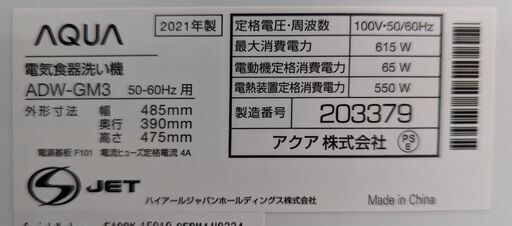 AQUA
2021年製
電気食器洗い機
ADW-GM3 50-60Hz用
外形寸法 幅 485mm
奥行 390mm
高さ 475mm
電源基板 F101 電流ヒューズ定格電流 4A
定格電圧・周波数 100V・50/60Hz
最大消費電力 615 W
電動機定格消費電力 65 W
電熱装置定格消費電力 550 W
製造番号 203379
アクア 株式会社
PS
E
S JET
ハイアールジャパンホールディングス株式会社
Made in China